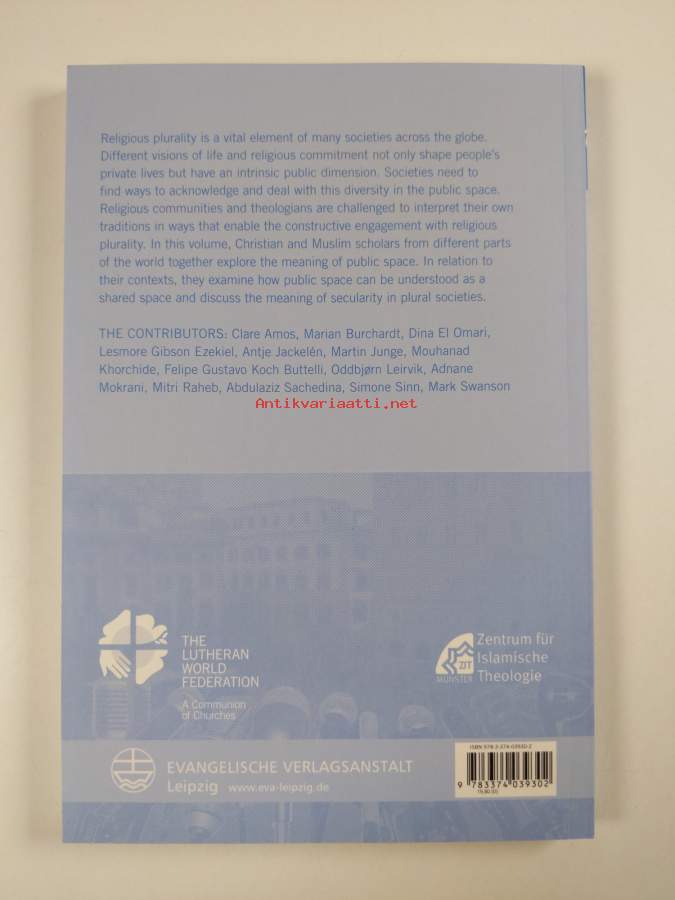 Religious plurality is a vital element of many societies across the globe.
Different visions of life and religious commitment not only shape people's
private lives but have an intrinsic public dimension. Societies need to
find ways to acknowledge and deal with this diversity in the public space.
Religious communities and theologians are challenged to interpret their own
traditions in ways that enable the constructive engagement with religious
plurality. In this volume, Christian and Muslim scholars from different parts
of the world together explore the meaning of public space. In relation to
their contexts, they examine how public space can be understood as a
shared space and discuss the meaning of secularity in plural societies.
THE CONTRIBUTORS: Clare Amos, Marian Burchardt, Dina El Omari,
Lesmore Gibson Ezekiel, Antje Jackelén, Martin Junge, Mouhanad
Khorchide, Felipe Gustavo Koch Buttelli, Oddbjørn Leirvik, Adnane
Mokrani, Mitri Raheb, Abdulaziz Sachedina, Simone Sinn, Mark Swanson
Antikvariaatti.net
THE
LUTHERAN
WORLD
FEDERATION
A Communion
of Churches
ZIT
MÜNSTER
Zentrum für
Islamische
Theologie
EVANGELISCHE VERLAGSANSTALT
Leipzig www.eva-leipzig.de
ISBN 978-3-374-03930-2
9 783374 039302